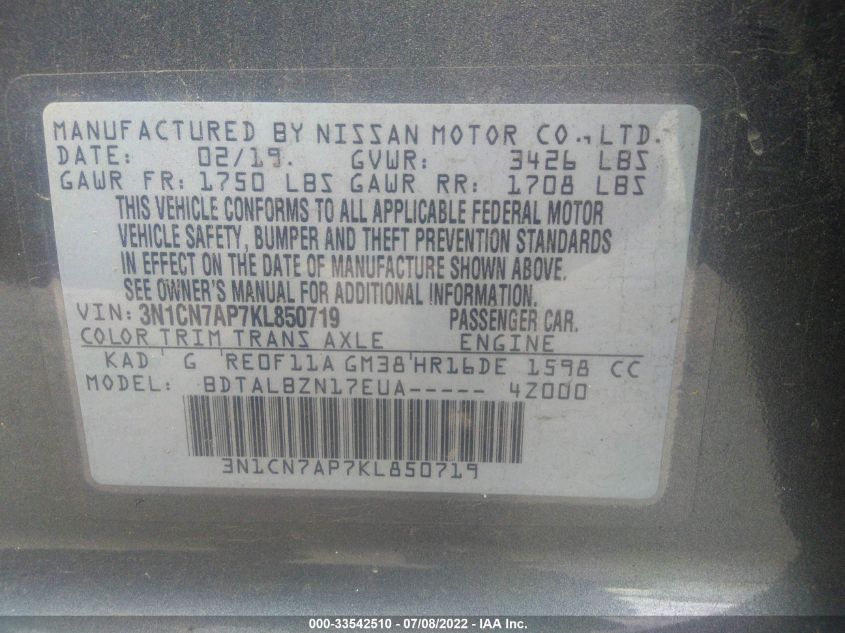 MANUFACTURED BY NISSAN MOTOR CO.,LTD.
DATE: 02/19. GVWR: 3426 LBS
GAWR FR: 1750 LBS GAWR RR: 1708 LBS
THIS VEHICLE CONFORMS TO ALL APPLICABLE FEDERAL MOTOR
VEHICLE SAFETY, BUMPER AND THEFT PREVENTION STANDARDS
IN EFFECT ON THE DATE OF MANUFACTURE SHOWN ABOVE.
SEE OWNER'S MANUAL FOR ADDITIONAL INFORMATION.
VIN: 3N1CN7AP7KL850719 PASSENGER CAR.
COLOR TRIM TRANS AXLE ENGINE
KAD G RE0F11A GM38 HR16DE 1598 CC
MODEL: BDTALBZN17EUA----- 4Z000
3N1CN7AP7KL850719
000-33542510 - 07/08/2022 - IAA Inc.